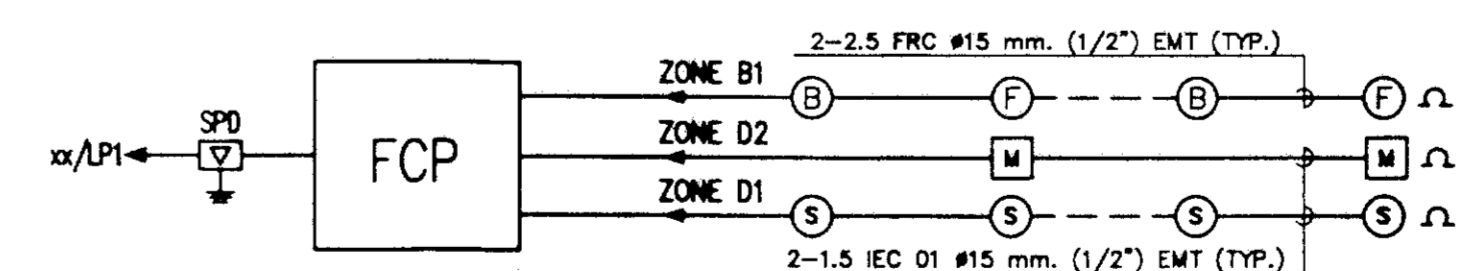 2-2.5 FRC ø15 mm. (1/2") EMT (TYP.)
ZONE B1
B F B F Ω
SPD
xx/LP1
FCP
ZONE D2
M M Ω
ZONE D1
S S S S Ω
2-1.5 IEC 01 ø15 mm. (1/2") EMT (TYP.)